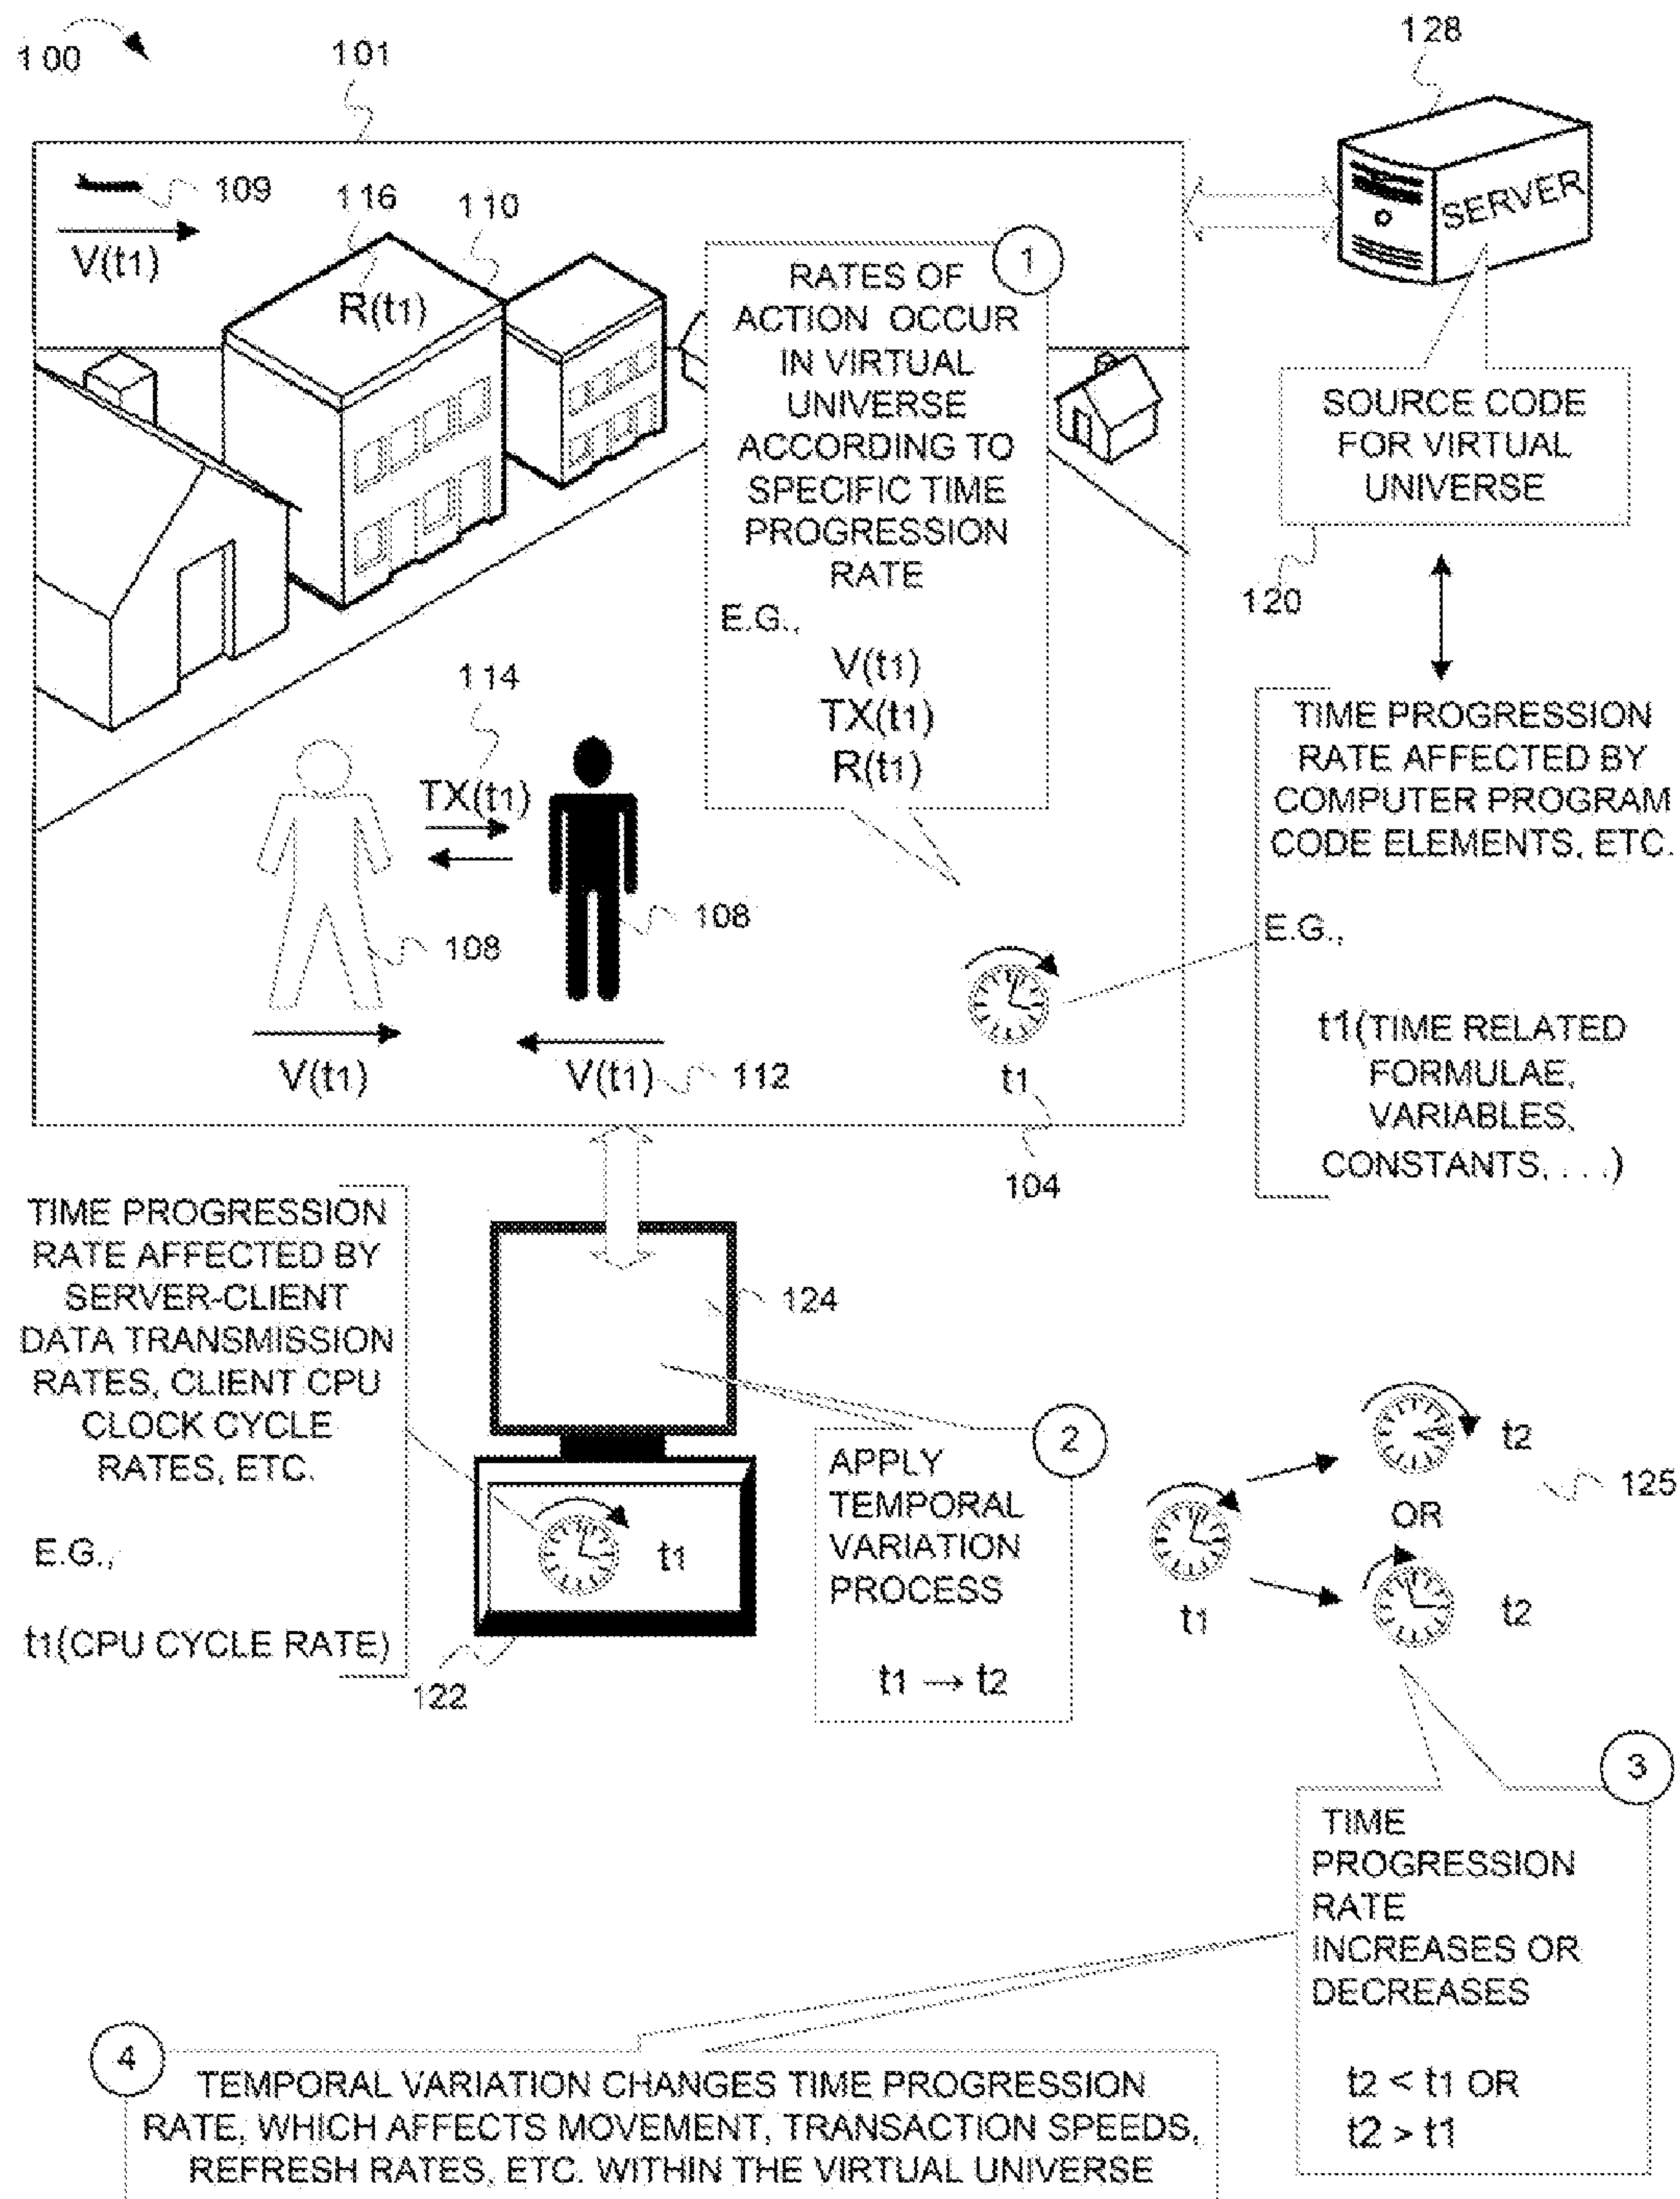 100
101
128
109
116
110
V(t1)
R(t1)
SERVER
1
RATES OF
ACTION OCCUR
IN VIRTUAL
UNIVERSE
ACCORDING TO
SPECIFIC TIME
PROGRESSION
RATE
E.G.,
V(t1)
TX(t1)
R(t1)
SOURCE CODE
FOR VIRTUAL
UNIVERSE
120
114
TX(t1)
108
108
V(t1)
V(t1)
112
t1
104
TIME PROGRESSION
RATE AFFECTED BY
COMPUTER PROGRAM
CODE ELEMENTS, ETC.
E.G.,
t1(TIME RELATED
FORMULAE,
VARIABLES,
CONSTANTS, . . .)
TIME PROGRESSION
RATE AFFECTED BY
SERVER-CLIENT
DATA TRANSMISSION
RATES, CLIENT CPU
CLOCK CYCLE
RATES, ETC.
E.G.,
t1(CPU CYCLE RATE)
124
t1
122
2
APPLY
TEMPORAL
VARIATION
PROCESS
t1 → t2
t1
t2
OR
t2
125
3
TIME
PROGRESSION
RATE
INCREASES OR
DECREASES
t2 < t1 OR
t2 > t1
4
TEMPORAL VARIATION CHANGES TIME PROGRESSION
RATE, WHICH AFFECTS MOVEMENT, TRANSACTION SPEEDS,
REFRESH RATES, ETC. WITHIN THE VIRTUAL UNIVERSE